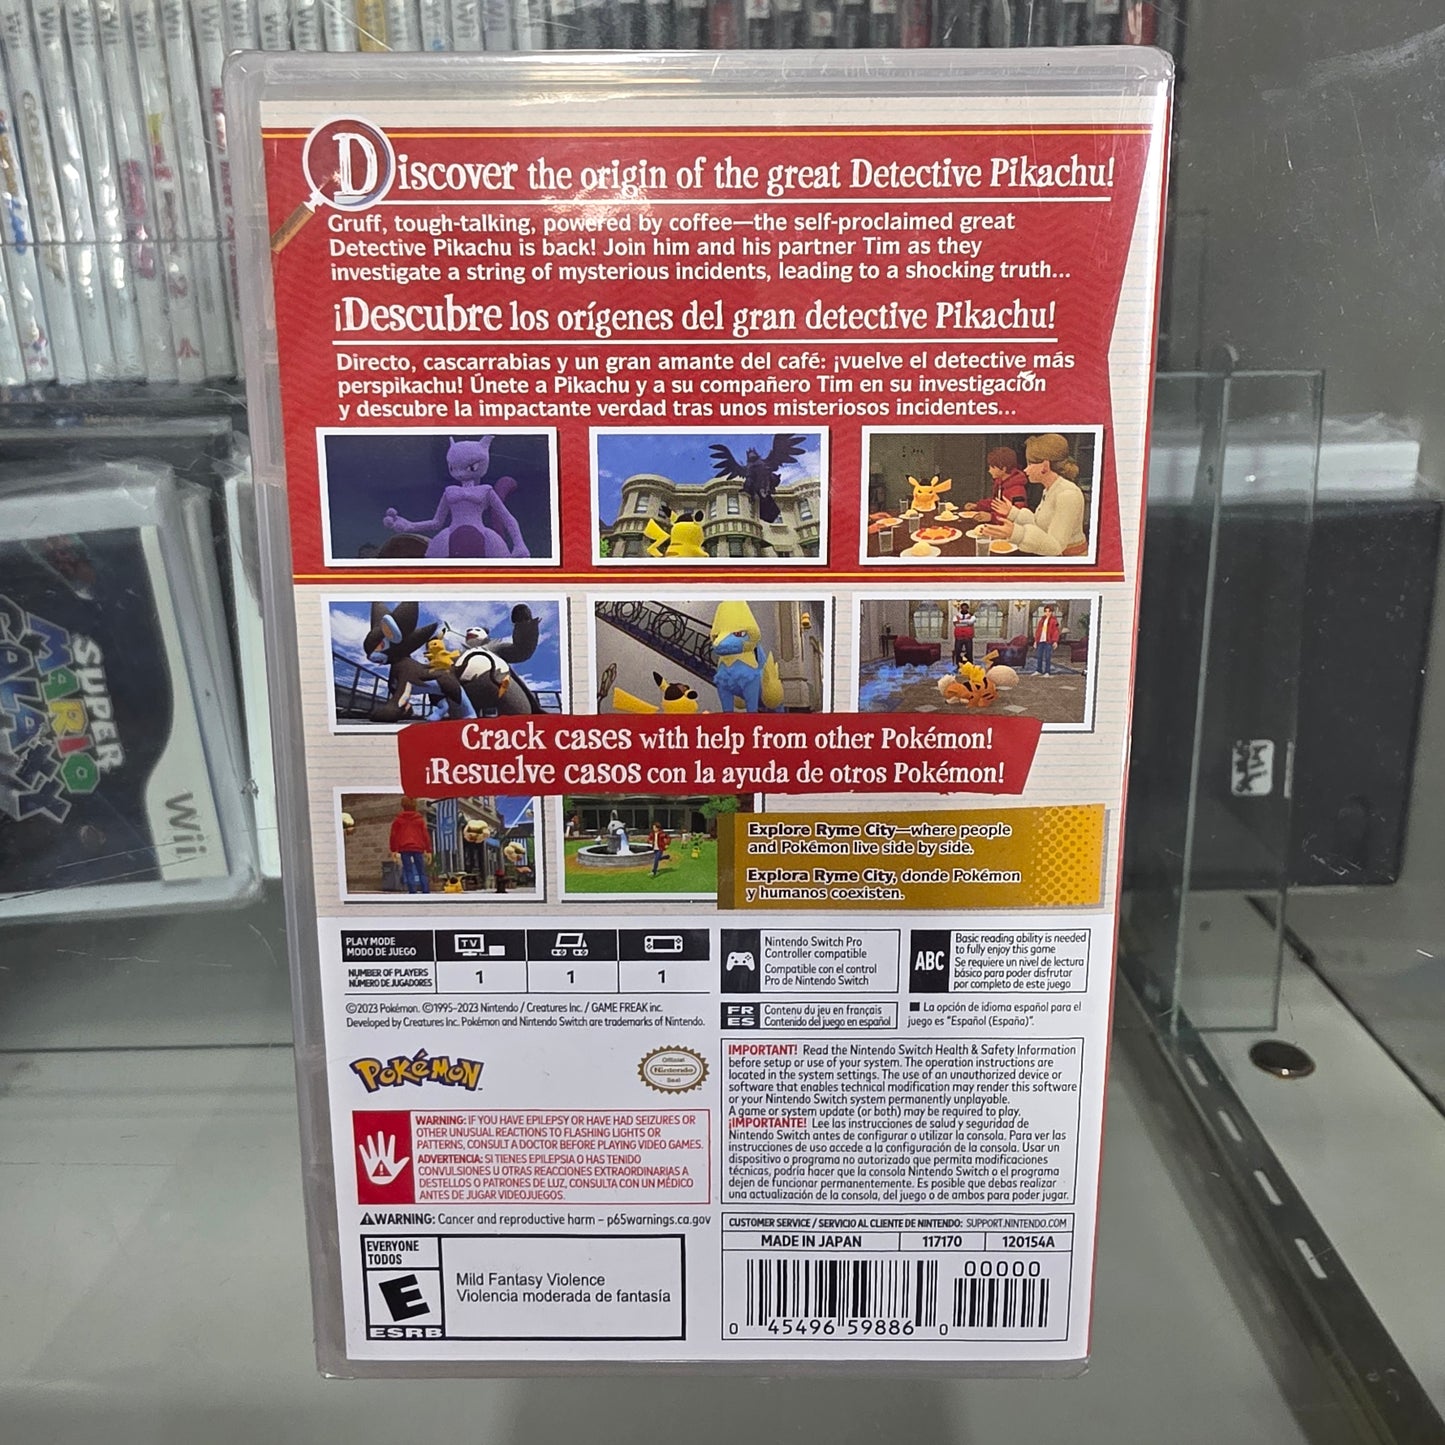 Discover the origin of the great Detective Pikachu!
Gruff, tough-talking, powered by coffee—the self-proclaimed great
Detective Pikachu is back! Join him and his partner Tim as they
investigate a string of mysterious incidents, leading to a shocking truth...
¡Descubre los orígenes del gran detective Pikachu!
Directo, cascarrabias y un gran amante del café: ¡vuelve el detective más
perspikachu! Únete a Pikachu y a su compañero Tim en su investigación
y descubre la impactante verdad tras unos misteriosos incidentes...
Crack cases with help from other Pokémon!
¡Resuelve casos con la ayuda de otros Pokémon!
Explore Ryme City—where people
and Pokémon live side by side.
Explora Ryme City, donde Pokémon
y humanos coexisten.
PLAY MODE
MODO DE JUEGO
TV
NUMBER OF PLAYERS
NÚMERO DE JUGADORES
1 1 1
Nintendo Switch Pro
Controller compatible
Compatible con el control
Pro de Nintendo Switch
ABC
Basic reading ability is needed
to fully enjoy this game
Se requiere un nivel de lectura
básico para poder disfrutar
por completo de este juego
©2023 Pokémon. ©1995–2023 Nintendo / Creatures Inc. / GAME FREAK inc.
Developed by Creatures Inc. Pokémon and Nintendo Switch are trademarks of Nintendo.
FR Contenu du jeu en français
ES Contenido del juego en español
La opción de idioma español para el
juego es "Español (España)".
POKÉMON
Official
Nintendo
Seal
IMPORTANT! Read the Nintendo Switch Health & Safety Information
before setup or use of your system. The operation instructions are
located in the system settings. The use of an unauthorized device or
software that enables technical modification may render this software
or your Nintendo Switch system permanently unplayable.
A game or system update (or both) may be required to play.
¡IMPORTANTE! Lee las instrucciones de salud y seguridad de
Nintendo Switch antes de configurar o utilizar la consola. Para ver las
instrucciones de uso accede a la configuración de la consola. Usar un
dispositivo o programa no autorizado que permita modificaciones
técnicas, podría hacer que la consola Nintendo Switch o el programa
dejen de funcionar permanentemente. Es posible que debas realizar
una actualización de la consola, del juego o de ambos para poder jugar.
WARNING: IF YOU HAVE EPILEPSY OR HAVE HAD SEIZURES OR
OTHER UNUSUAL REACTIONS TO FLASHING LIGHTS OR
PATTERNS, CONSULT A DOCTOR BEFORE PLAYING VIDEO GAMES.
ADVERTENCIA: SI TIENES EPILEPSIA O HAS TENIDO
CONVULSIONES U OTRAS REACCIONES EXTRAORDINARIAS A
DESTELLOS O PATRONES DE LUZ, CONSULTA CON UN MÉDICO
ANTES DE JUGAR VIDEOJUEGOS.
WARNING: Cancer and reproductive harm – p65warnings.ca.gov
EVERYONE
TODOS
E
ESRB
Mild Fantasy Violence
Violencia moderada de fantasía
CUSTOMER SERVICE / SERVICIO AL CLIENTE DE NINTENDO: SUPPORT.NINTENDO.COM
MADE IN JAPAN 117170 120154A
00000
0 45496 59886 0
SUPER
MARIO
GALAXY
Wii